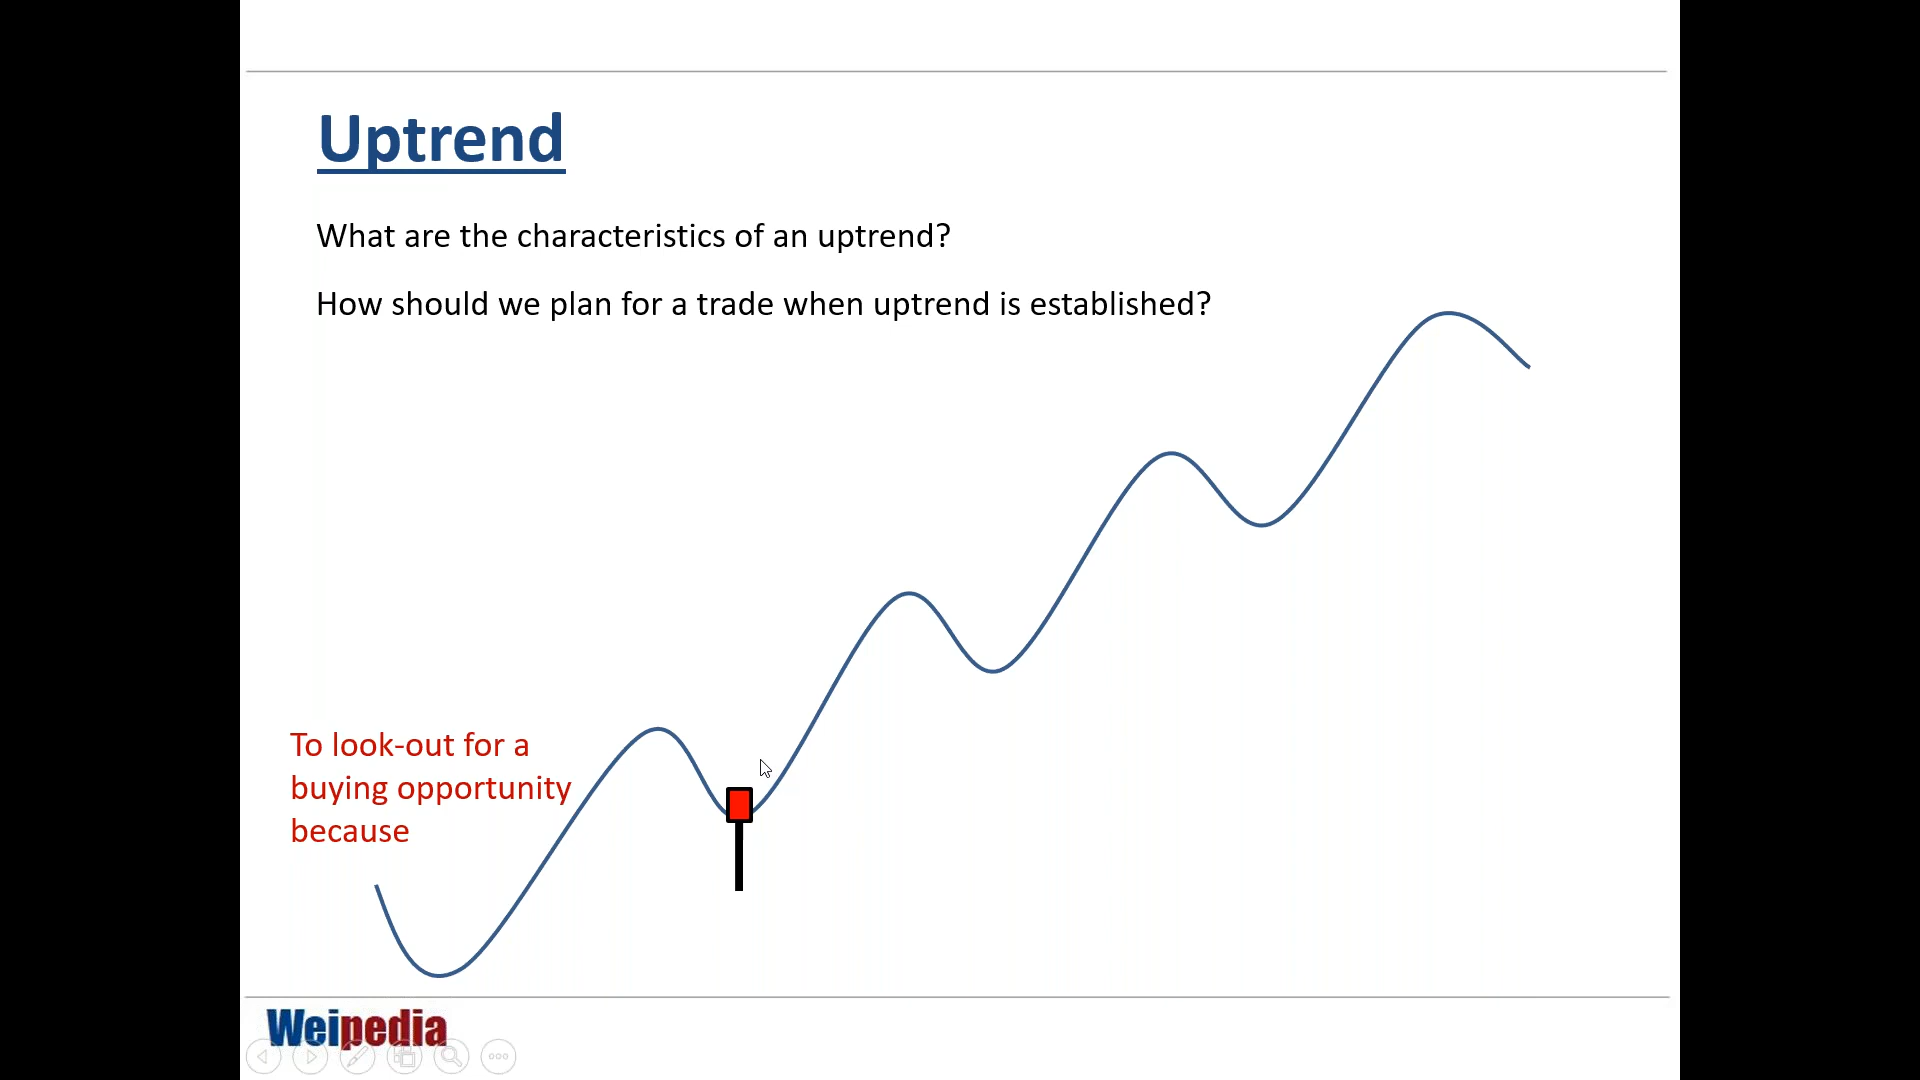 Uptrend
What are the characteristics of an uptrend?
How should we plan for a trade when uptrend is established?
To look-out for a
buying opportunity
because
Weipedia